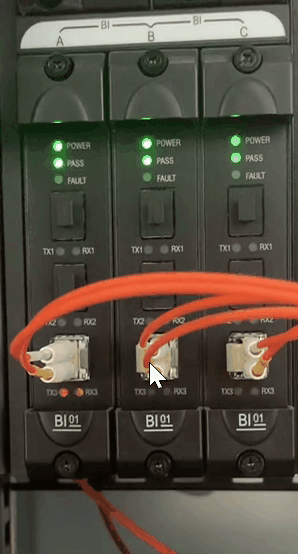 BI BI
A B C
POWER POWER POWER
PASS PASS PASS
FAULT FAULT FAULT
TX1 RX1 TX1 RX1 TX1 RX1
TX2 RX2 TX2 RX2 TX2 RX2
TX3 RX3 TX3 RX3 TX3 RX3
BI 01 BI 01 BI 01